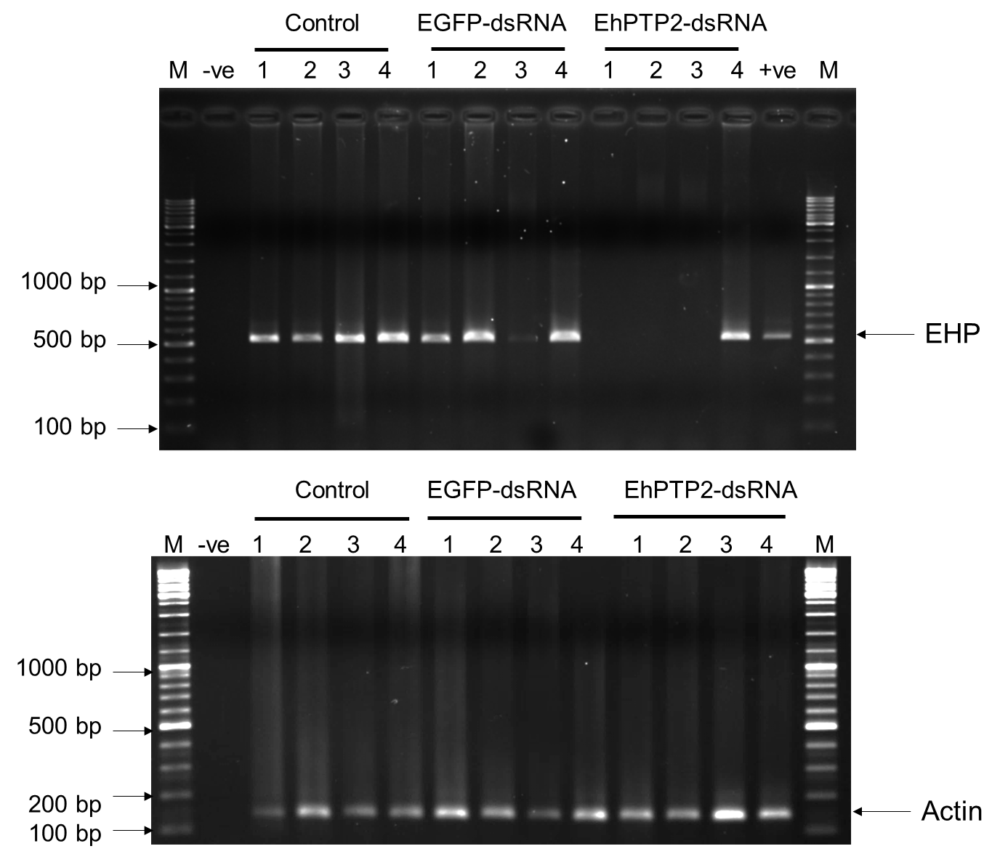 Control EGFP-dsRNA EhPTP2-dsRNA
M -ve 1 2 3 4 1 2 3 4 1 2 3 4 +ve M
1000 bp
500 bp
EHP
100 bp
Control EGFP-dsRNA EhPTP2-dsRNA
M -ve 1 2 3 4 1 2 3 4 1 2 3 4 M
1000 bp
500 bp
200 bp
Actin
100 bp